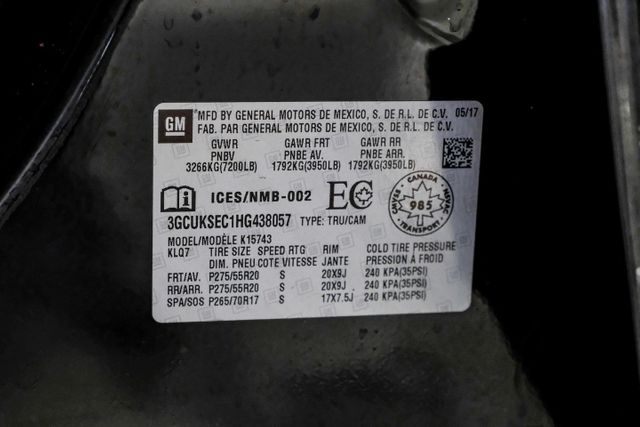 GM
MFD BY GENERAL MOTORS DE MEXICO, S. DE R.L. DE C.V. 05/17
FAB. PAR GENERAL MOTORS DE MEXICO, S. DE R.L. DE C.V.
GVWR GAWR FRT GAWR RR
PNBV PNBE AV. PNBE ARR.
3266KG(7200LB) 1792KG(3950LB) 1792KG(3950LB)
ICES/NMB-002 EC
CANADA
985
TRANSPORT
3GCUKSEC1HG438057 TYPE: TRU/CAM
MODEL/MODÈLE K15743
KLQ7 TIRE SIZE SPEED RTG RIM COLD TIRE PRESSURE
DIM. PNEU COTE VITESSE JANTE PRESSION À FROID
FRT/AV. P275/55R20 S 20X9J 240 KPA(35PSI)
RR/ARR. P275/55R20 S 20X9J 240 KPA(35PSI)
SPA/SOS P265/70R17 S 17X7.5J 240 KPA(35PSI)